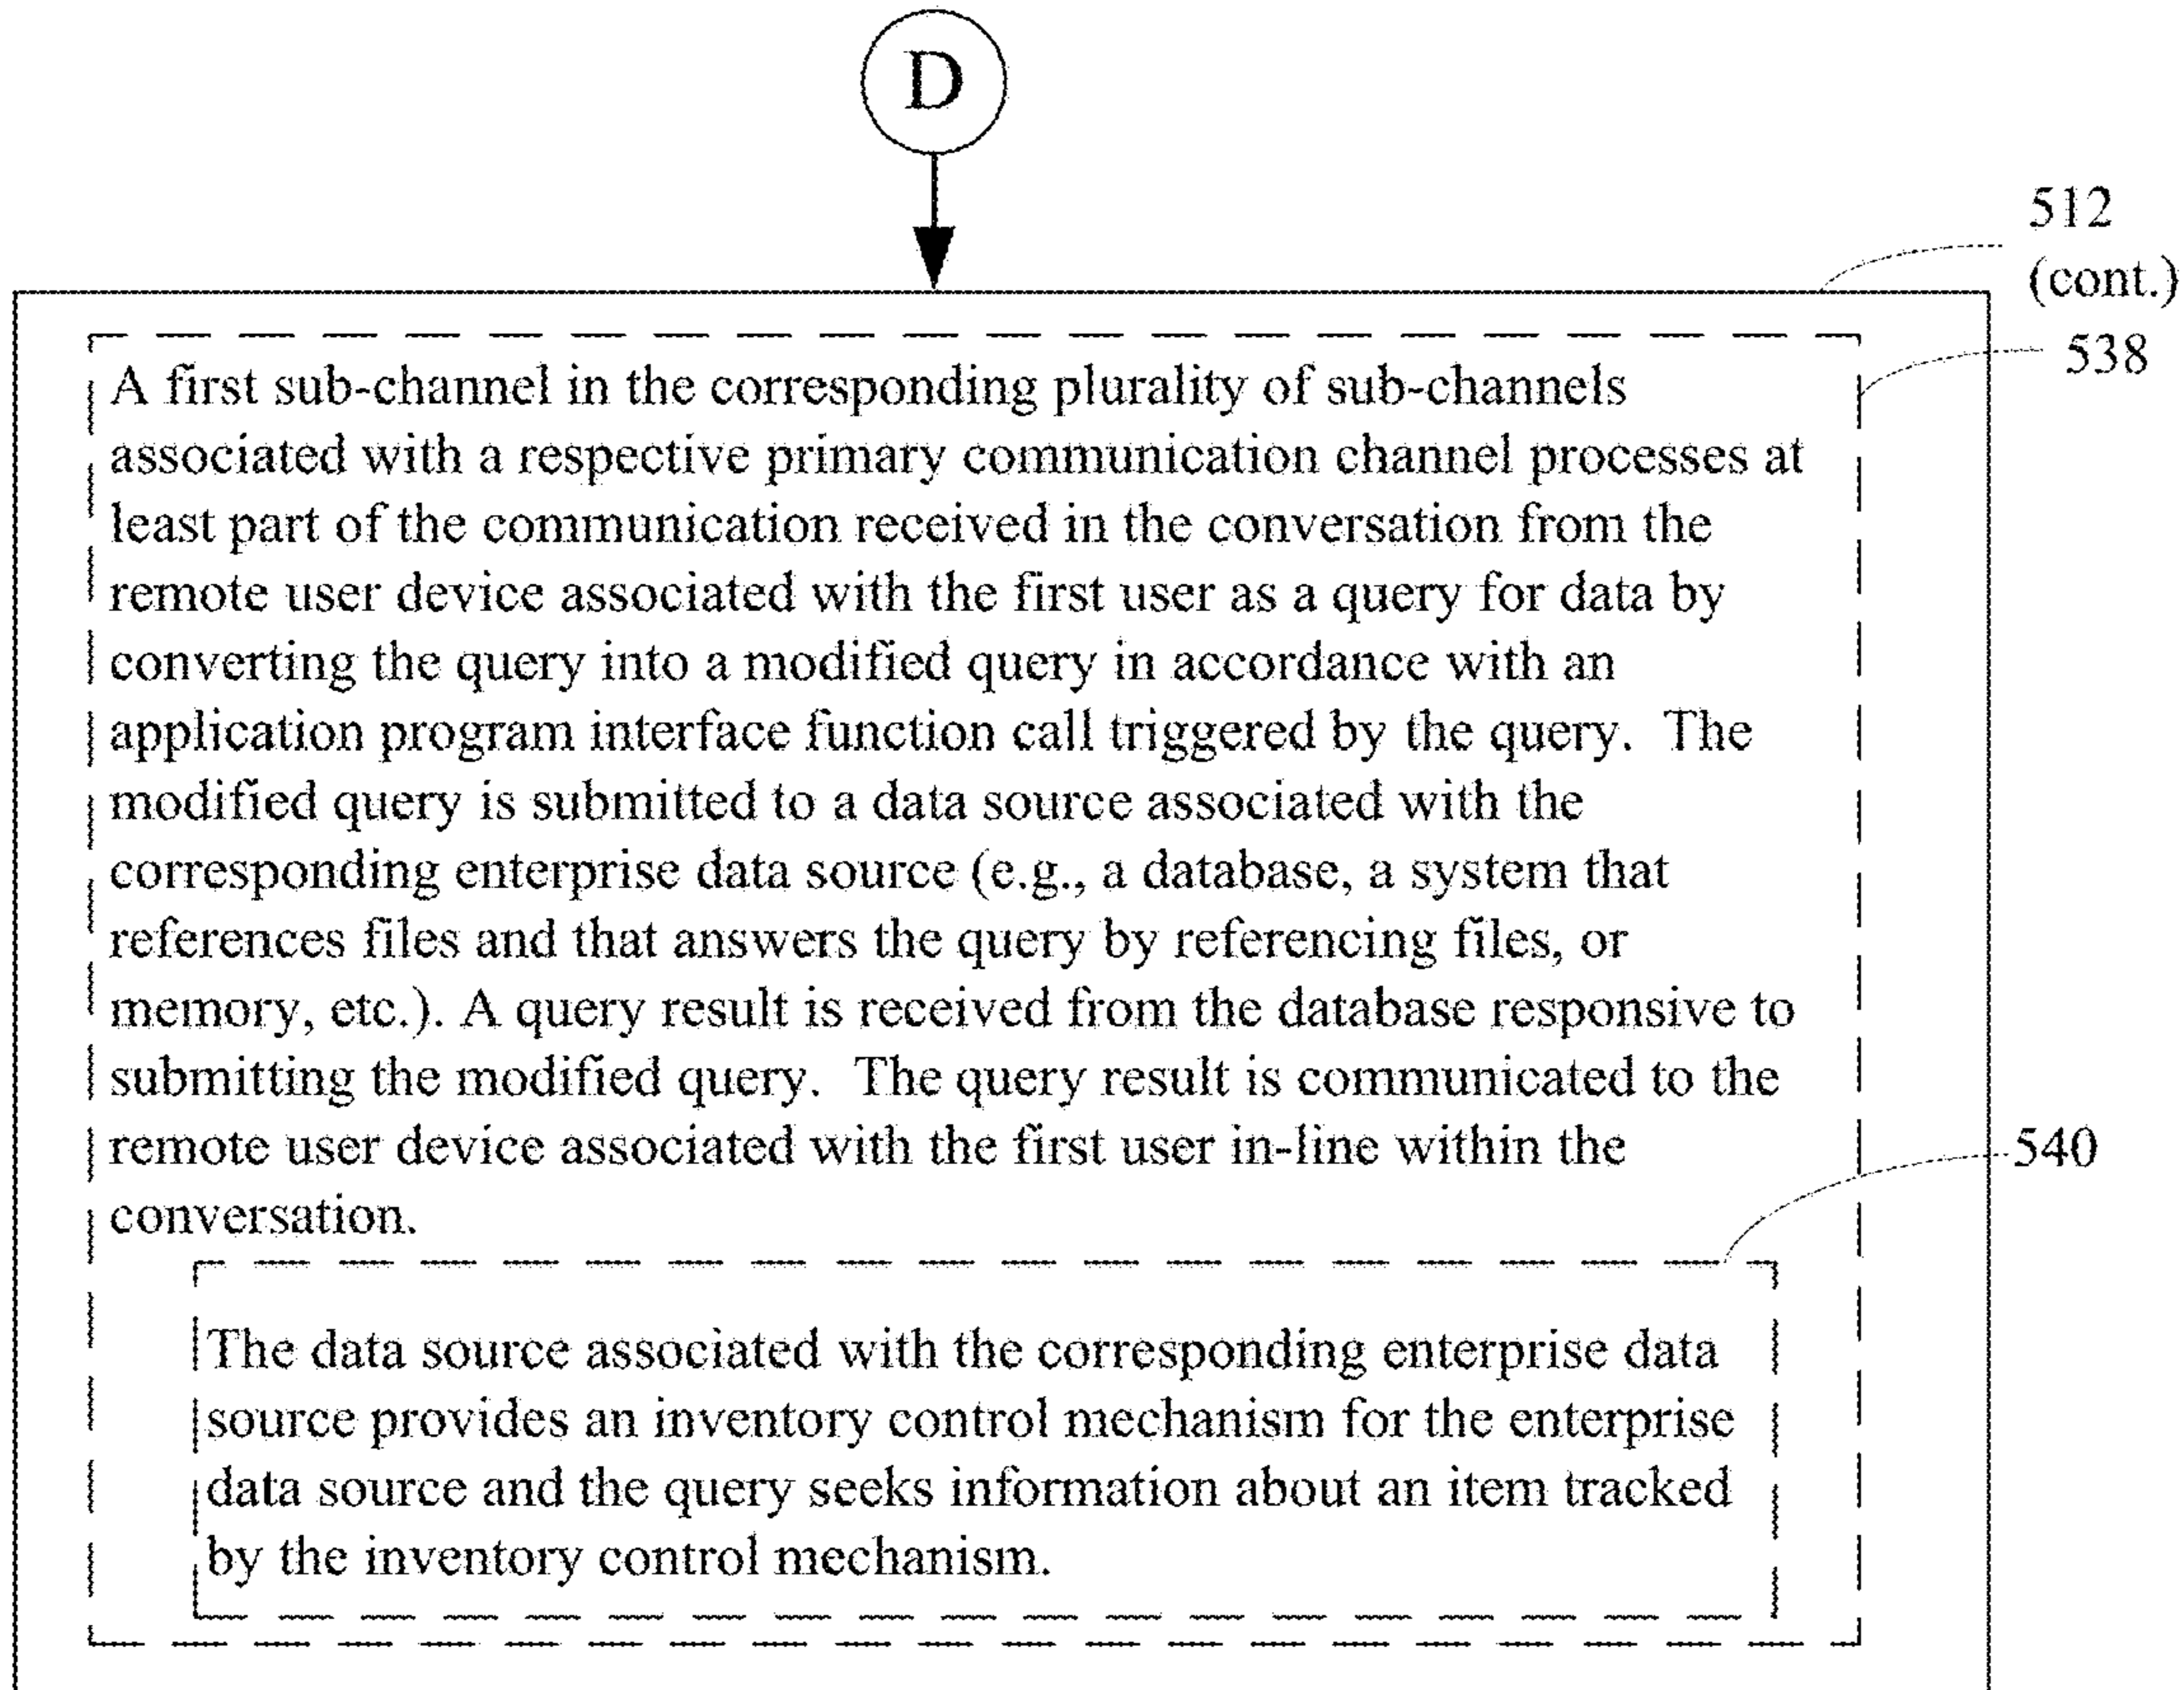 D
512
(cont.)
538
A first sub-channel in the corresponding plurality of sub-channels
associated with a respective primary communication channel processes at
least part of the communication received in the conversation from the
remote user device associated with the first user as a query for data by
converting the query into a modified query in accordance with an
application program interface function call triggered by the query.  The
modified query is submitted to a data source associated with the
corresponding enterprise data source (e.g., a database, a system that
references files and that answers the query by referencing files, or
memory, etc.). A query result is received from the database responsive to
submitting the modified query.  The query result is communicated to the
remote user device associated with the first user in-line within the
conversation.
540
The data source associated with the corresponding enterprise data
source provides an inventory control mechanism for the enterprise
data source and the query seeks information about an item tracked
by the inventory control mechanism.